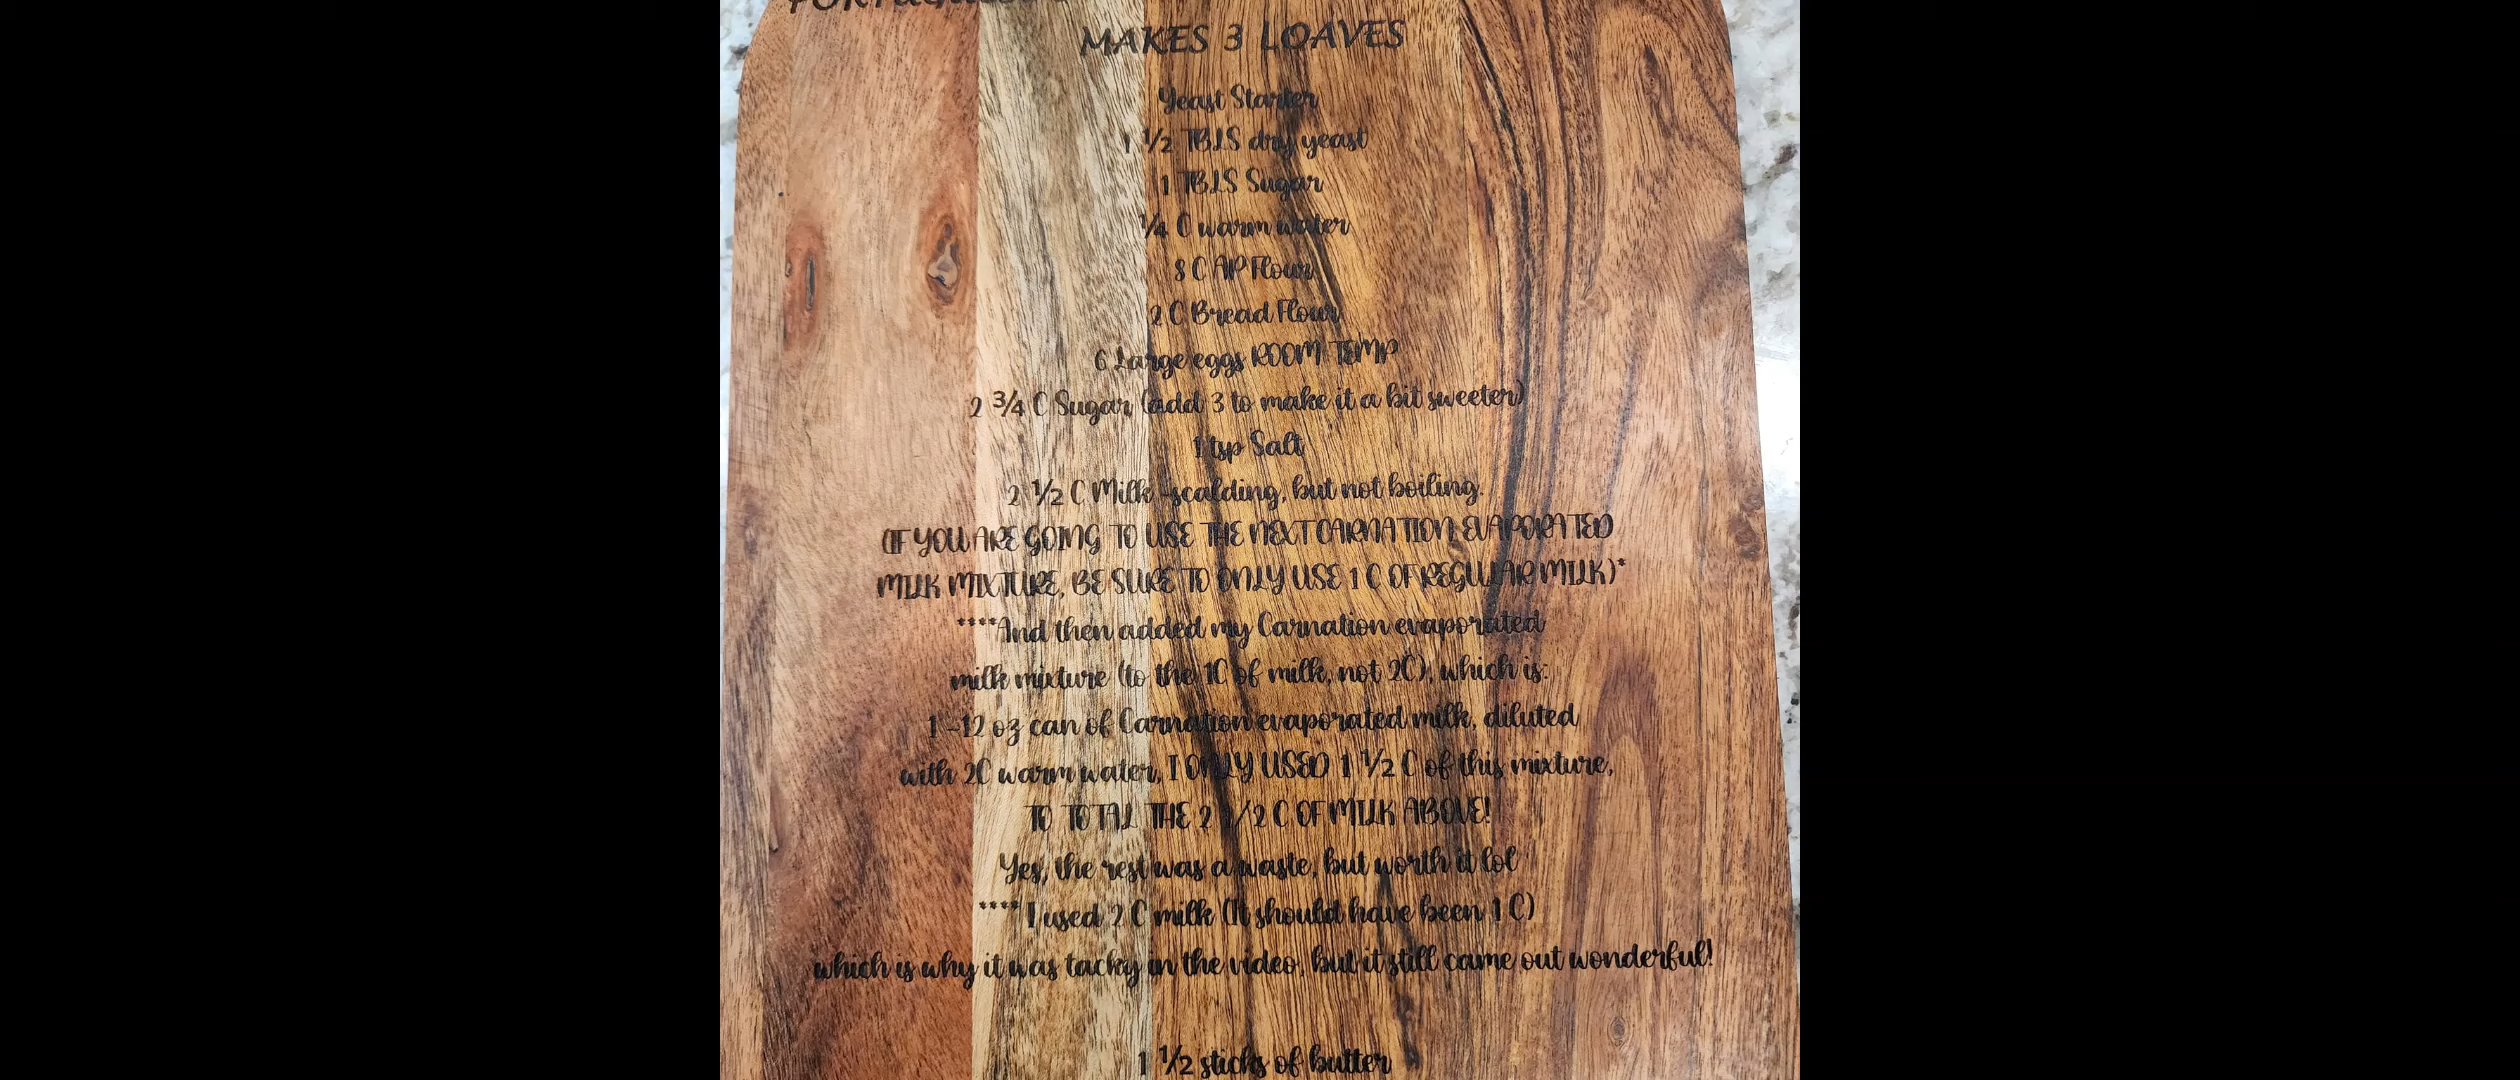 MAKES 3 LOAVES
Yeast Starter
1 ½ TBLS dry yeast
1 TBLS Sugar
¼ C warm water
8 C AP Flour
2 C Bread Flour
6 Large eggs ROOM TEMP
2 ¾ C Sugar (add 3 to make it a bit sweeter)
1 tsp Salt
2 ½ C Milk -scalding, but not boiling.
(IF YOU ARE GOING TO USE THE NEXT CARNATION EVAPORATED
MILK MIXTURE, BE SURE TO ONLY USE 1 C OF REGULAR MILK)*
****And then added my Carnation evaporated
milk mixture (to the 1C of milk, not 2C), which is:
1 -12 oz can of Carnation evaporated milk, diluted
with 2C warm water, I ONLY USED 1 ½ C of this mixture,
TO TOTAL THE 2 1/2 C OF MILK ABOVE!
Yes, the rest was a waste, but worth it lol
****I used 2 C milk (It should have been 1 C)
which is why it was tacky in the video, but it still came out wonderful!
1 ½ sticks of butter